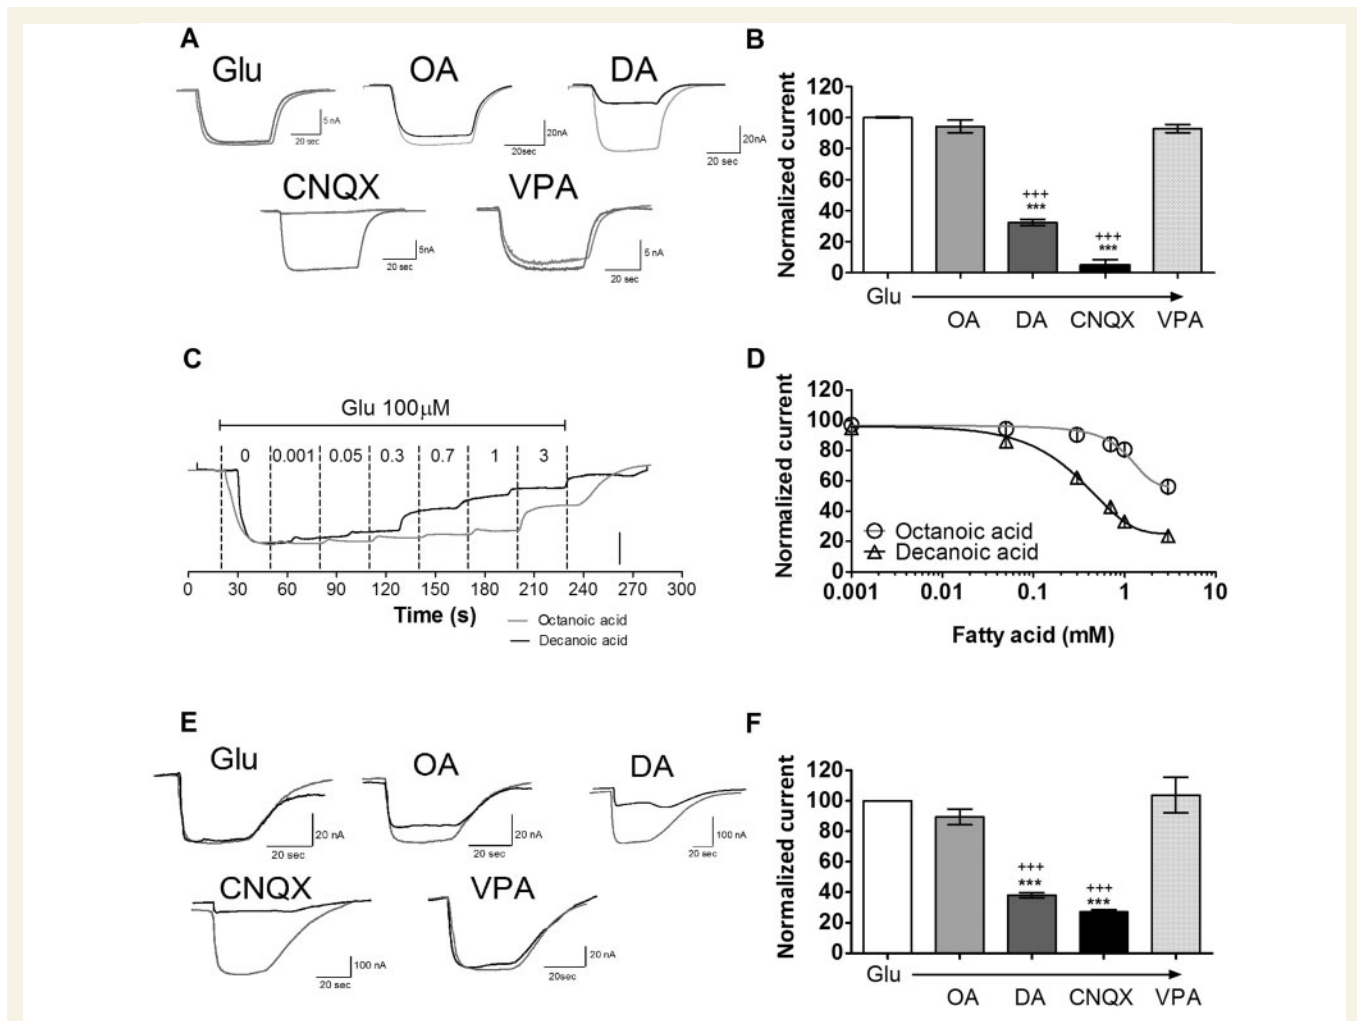 A
Glu
5 nA
20 sec
OA
20nA
20sec
DA
20nA
20 sec
CNQX
5nA
20 sec
VPA
5 nA
20 sec
B
Normalized current
120
100
80
60
40
20
0
+++
***
+++
***
Glu
OA DA CNQX VPA
C
Glu 100µM
0 0.001 0.05 0.3 0.7 1 3
0 30 60 90 120 150 180 210 240 270 300
Time (s)
Octanoic acid
Decanoic acid
D
Normalized current
120
100
80
60
40
20
0
Octanoic acid
Decanoic acid
0.001 0.01 0.1 1 10
Fatty acid (mM)
E
Glu
20 nA
20 sec
OA
20 nA
20 sec
DA
100 nA
20 sec
CNQX
100 nA
20 sec
VPA
20 nA
20sec
F
Normalized current
120
100
80
60
40
20
0
+++
***
+++
***
Glu
OA DA CNQX VPA